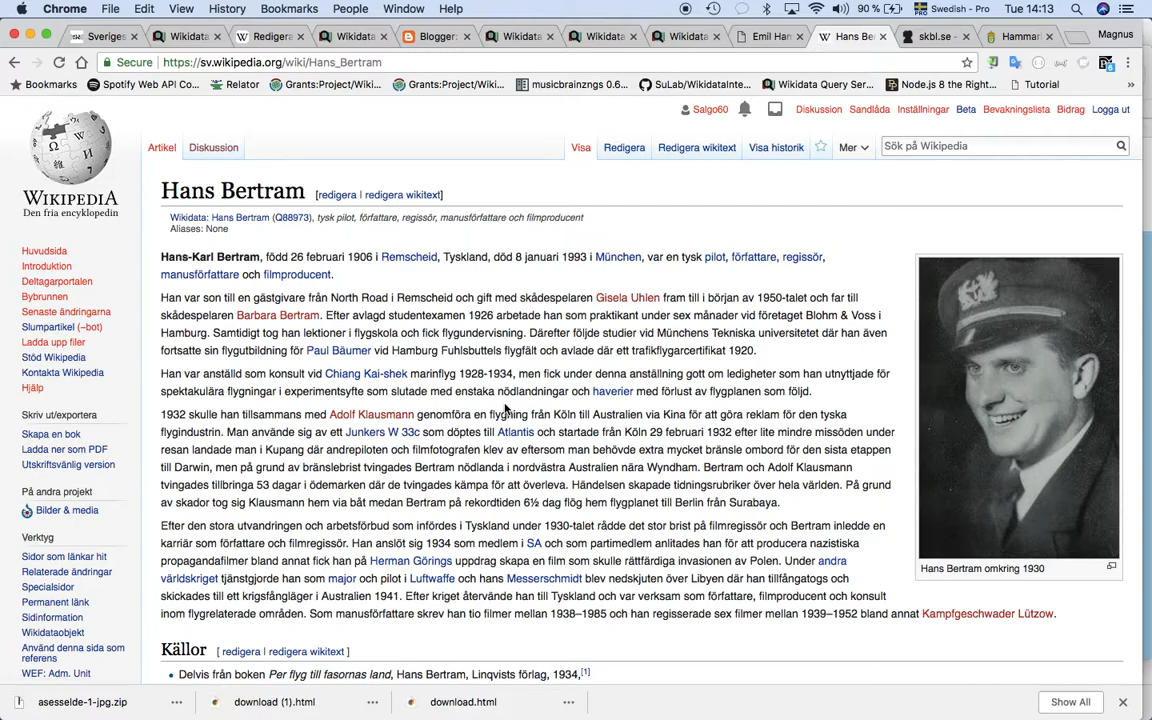 Chrome File Edit View History Bookmarks People Window Help 90 % Swedish - Pro Tue 14:13
Sveriges Wikidat Redigera Wikidat Blogger: Wikidat Wikidat Wikidat Emil Han Hans Be skbl.se - Hammar Magnus
Secure https://sv.wikipedia.org/wiki/Hans_Bertram
Bookmarks Spotify Web API Co... Relator Grants:Project/Wiki... Grants:Project/Wiki... musicbrainzngs 0.6... SuLab/WikidataInte... Wikidata Query Ser... Node.js 8 the Right... Tutorial »
Salgo60 Diskussion Sandlåda Inställningar Beta Bevakningslista Bidrag Logga ut
Artikel Diskussion Visa Redigera Redigera wikitext Visa historik Mer Sök på Wikipedia
WIKIPEDIA
Den fria encyklopedin
Huvudsida
Introduktion
Deltagarportalen
Bybrunnen
Senaste ändringarna
Slumpartikel (−bot)
Ladda upp filer
Stöd Wikipedia
Kontakta Wikipedia
Hjälp
Skriv ut/exportera
Skapa en bok
Ladda ner som PDF
Utskriftsvänlig version
På andra projekt
Bilder & media
Verktyg
Sidor som länkar hit
Relaterade ändringar
Specialsidor
Permanent länk
Sidinformation
Wikidataobjekt
Använd denna sida som
referens
WEF: Adm. Unit
Hans Bertram [redigera | redigera wikitext]
Wikidata: Hans Bertram (Q88973), tysk pilot, författare, regissör, manusförfattare och filmproducent
Aliases: None
Hans-Karl Bertram, född 26 februari 1906 i Remscheid, Tyskland, död 8 januari 1993 i München, var en tysk pilot, författare, regissör,
manusförfattare och filmproducent.
Han var son till en gästgivare från North Road i Remscheid och gift med skådespelaren Gisela Uhlen fram till i början av 1950-talet och far till
skådespelaren Barbara Bertram. Efter avlagd studentexamen 1926 arbetade han som praktikant under sex månader vid företaget Blohm & Voss i
Hamburg. Samtidigt tog han lektioner i flygskola och fick flygundervisning. Därefter följde studier vid Münchens Tekniska universitetet där han även
fortsatte sin flygutbildning för Paul Bäumer vid Hamburg Fuhlsbuttels flygfält och avlade där ett trafikflygarcertifikat 1920.
Han var anställd som konsult vid Chiang Kai-shek marinflyg 1928-1934, men fick under denna anställning gott om ledigheter som han utnyttjade för
spektakulära flygningar i experimentsyfte som slutade med enstaka nödlandningar och haverier med förlust av flygplanen som följd.
1932 skulle han tillsammans med Adolf Klausmann genomföra en flygning från Köln till Australien via Kina för att göra reklam för den tyska
flygindustrin. Man använde sig av ett Junkers W 33c som döptes till Atlantis och startade från Köln 29 februari 1932 efter lite mindre missöden under
resan landade man i Kupang där andrepiloten och filmfotografen klev av eftersom man behövde extra mycket bränsle ombord för den sista etappen
till Darwin, men på grund av bränslebrist tvingades Bertram nödlanda i nordvästra Australien nära Wyndham. Bertram och Adolf Klausmann
tvingades tillbringa 53 dagar i ödemarken där de tvingades kämpa för att överleva. Händelsen skapade tidningsrubriker över hela världen. På grund
av skador tog sig Klausmann hem via båt medan Bertram på rekordtiden 6½ dag flög hem flygplanet till Berlin från Surabaya.
Efter den stora utvandringen och arbetsförbud som infördes i Tyskland under 1930-talet rådde det stor brist på filmregissör och Bertram inledde en
karriär som författare och filmregissör. Han anslöt sig 1934 som medlem i SA och som partimedlem anlitades han för att producera nazistiska
propagandafilmer bland annat fick han på Herman Görings uppdrag skapa en film som skulle rättfärdiga invasionen av Polen. Under andra
världskriget tjänstgjorde han som major och pilot i Luftwaffe och hans Messerschmidt blev nedskjuten över Libyen där han tillfångatogs och
skickades till ett krigsfångläger i Australien 1941. Efter kriget återvände han till Tyskland och var verksam som författare, filmproducent och konsultationer
inom flygrelaterade områden. Som manusförfattare skrev han tio filmer mellan 1938–1985 och han regisserade sex filmer mellan 1939–1952 bland annat Kampfgeschwader Lützow.
Hans Bertram omkring 1930
Källor [ redigera | redigera wikitext ]
Delvis från boken Per flyg till fasornas land, Hans Bertram, Linqvists förlag, 1934,[1]
asesselde-1-jpg.zip download (1).html download.html Show All